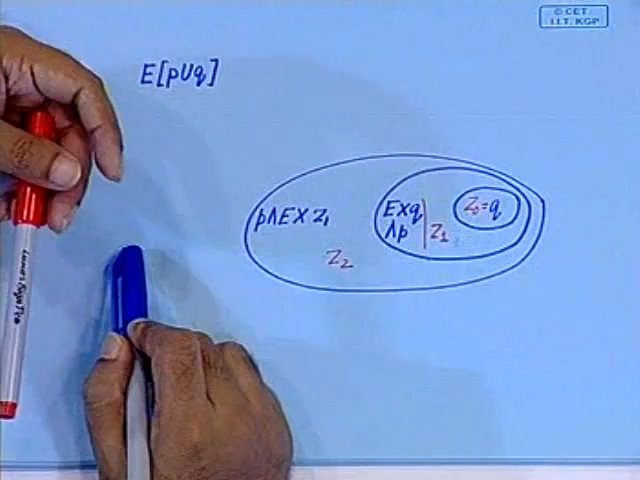 © CET
I.I.T. KGP
E[pUq]
p∧EX Z₁
EXq
∧p
Z₁
Z₀=q
Z₂